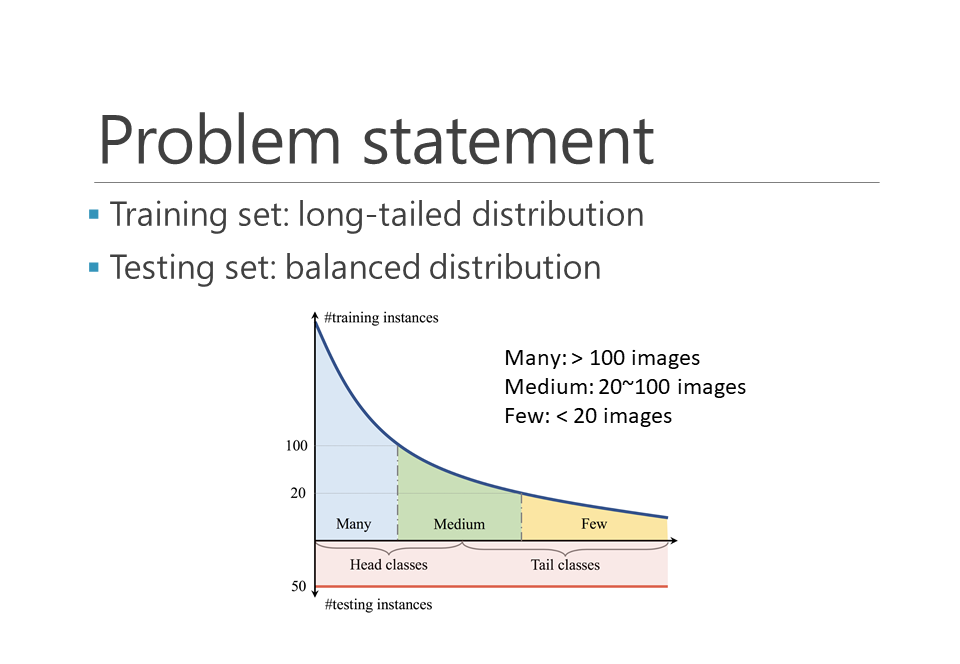 Problem statement
Training set: long-tailed distribution
Testing set: balanced distribution
#training instances
Many: > 100 images
Medium: 20~100 images
Few: < 20 images
100
20
Many Medium Few
Head classes Tail classes
50
#testing instances